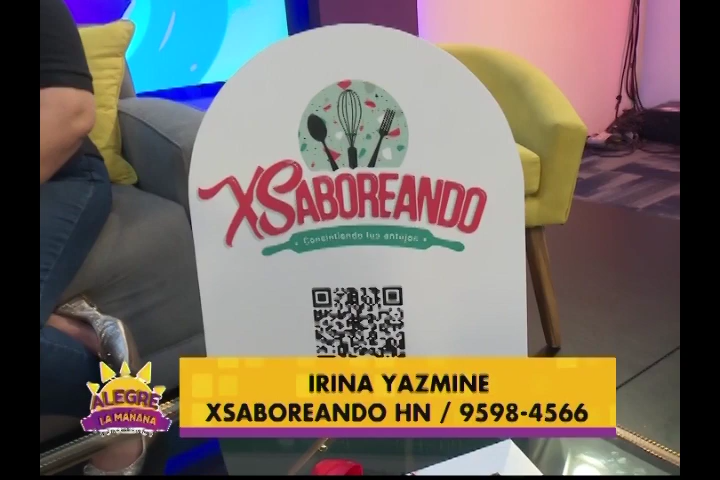 XSABOREANDO
Consintiendo tus antojos
IRINA YAZMINE
XSABOREANDO HN / 9598-4566
ALEGRE
LA MAÑANA